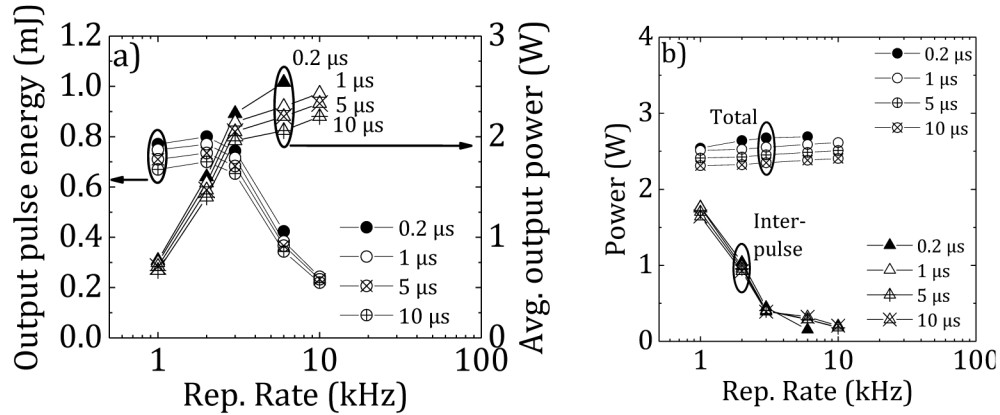 a)
Output pulse energy (mJ)
1.2
1.0
0.8
0.6
0.4
0.2
0.0
1
10
100
Rep. Rate (kHz)
3
2
1
0
Avg. output power (W)
0.2 µs
1 µs
5 µs
10 µs
0.2 µs
1 µs
5 µs
10 µs
b)
Power (W)
4
3
2
1
0
1
10
100
Rep. Rate (kHz)
Total
Inter-
pulse
0.2 µs
1 µs
5 µs
10 µs
0.2 µs
1 µs
5 µs
10 µs